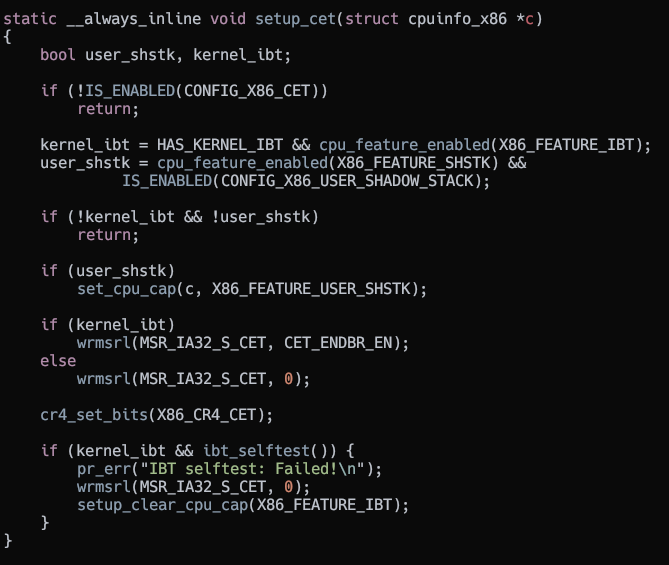 static __always_inline void setup_cet(struct cpuinfo_x86 *c)
{
    bool user_shstk, kernel_ibt;

    if (!IS_ENABLED(CONFIG_X86_CET))
        return;

    kernel_ibt = HAS_KERNEL_IBT && cpu_feature_enabled(X86_FEATURE_IBT);
    user_shstk = cpu_feature_enabled(X86_FEATURE_SHSTK) &&
             IS_ENABLED(CONFIG_X86_USER_SHADOW_STACK);

    if (!kernel_ibt && !user_shstk)
        return;

    if (user_shstk)
        set_cpu_cap(c, X86_FEATURE_USER_SHSTK);

    if (kernel_ibt)
        wrmsrl(MSR_IA32_S_CET, CET_ENDBR_EN);
    else
        wrmsrl(MSR_IA32_S_CET, 0);

    cr4_set_bits(X86_CR4_CET);

    if (kernel_ibt && ibt_selftest()) {
        pr_err("IBT selftest: Failed!\n");
        wrmsrl(MSR_IA32_S_CET, 0);
        setup_clear_cpu_cap(X86_FEATURE_IBT);
    }
}